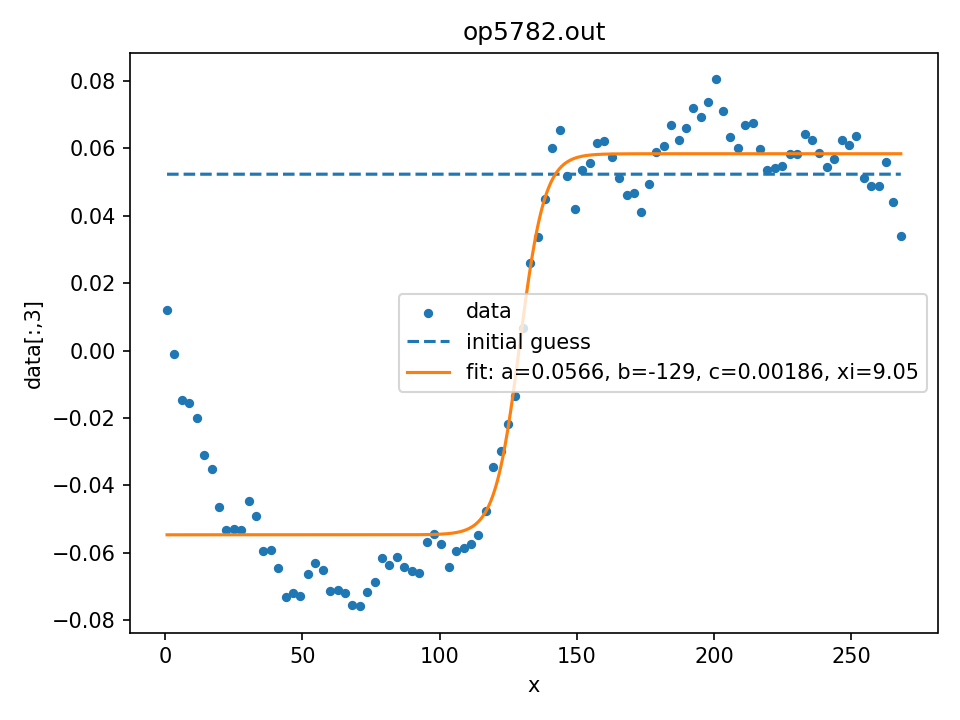 op5782.out
0.08
0.06
0.04
0.02
0.00
−0.02
−0.04
−0.06
−0.08
data[:,3]
data
initial guess
fit: a=0.0566, b=-129, c=0.00186, xi=9.05
0 50 100 150 200 250
x